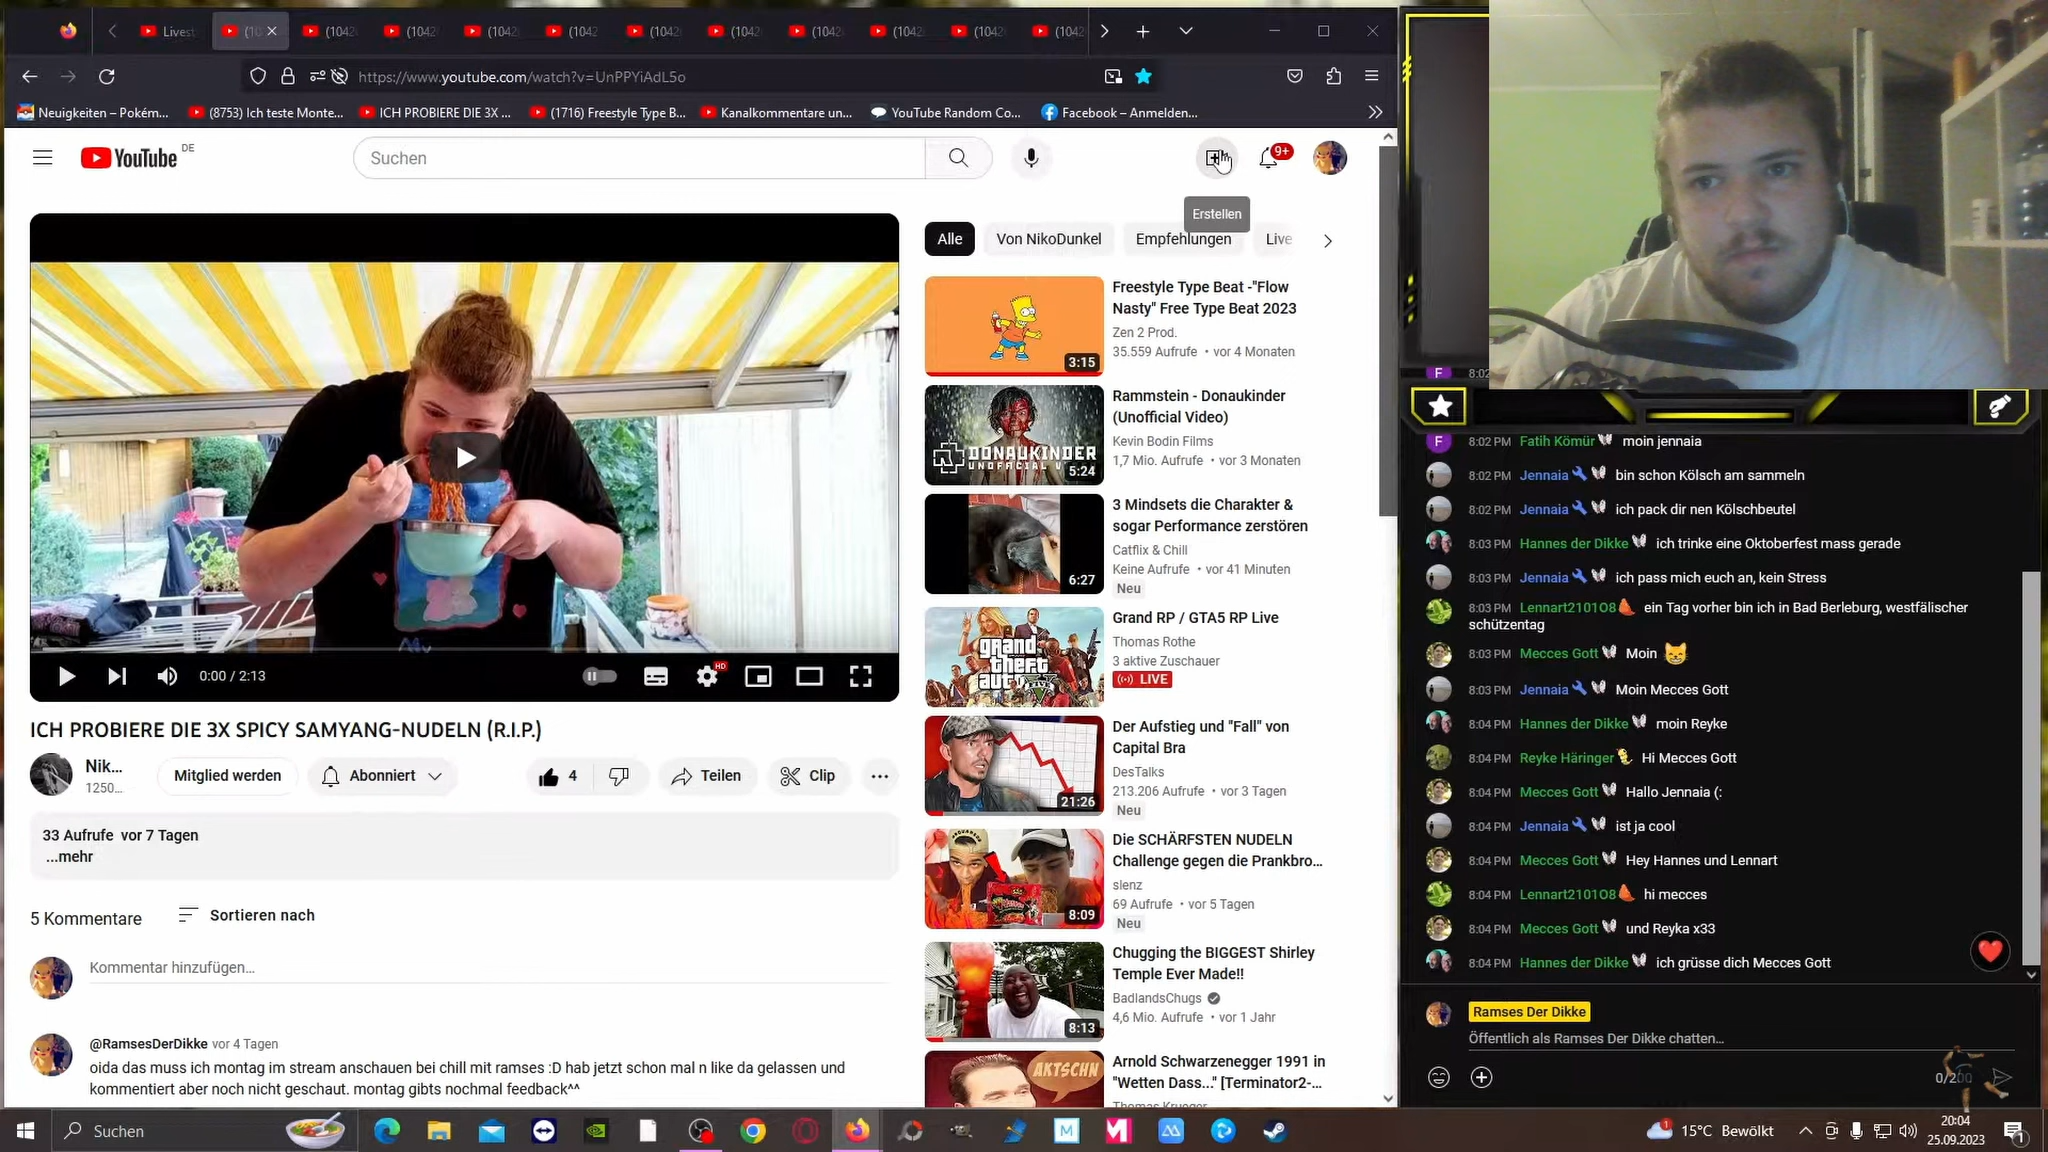 Livest
(10
(1042
(1042
(1042
(1042
(1042
(1042
(1042
(1042
(1042
(1042
https://www.youtube.com/watch?v=UnPPYiAdL5o
Neuigkeiten – Pokém...
(8753) Ich teste Monte...
ICH PROBIERE DIE 3X ...
(1716) Freestyle Type B...
Kanalkommentare un...
YouTube Random Co...
Facebook – Anmelden...
YouTube DE
Suchen
9+
Erstellen
Alle
Von NikoDunkel
Empfehlungen
Live
0:00 / 2:13
HD
ICH PROBIERE DIE 3X SPICY SAMYANG-NUDELN (R.I.P.)
Nik...
1250...
Mitglied werden
Abonniert
4
Teilen
Clip
33 Aufrufe vor 7 Tagen
...mehr
5 Kommentare
Sortieren nach
Kommentar hinzufügen...
@RamsesDerDikke vor 4 Tagen
oida das muss ich montag im stream anschauen bei chill mit ramses :D hab jetzt schon mal n like da gelassen und
kommentiert aber noch nicht geschaut. montag gibts nochmal feedback^^
3:15
Freestyle Type Beat -"Flow
Nasty" Free Type Beat 2023
Zen 2 Prod.
35.559 Aufrufe • vor 4 Monaten
DONAUKINDER
UNOFFICIAL V
5:24
Rammstein - Donaukinder
(Unofficial Video)
Kevin Bodin Films
1,7 Mio. Aufrufe • vor 3 Monaten
6:27
3 Mindsets die Charakter &
sogar Performance zerstören
Catflix & Chill
Keine Aufrufe • vor 41 Minuten
Neu
grand
theft
auto
Grand RP / GTA5 RP Live
Thomas Rothe
3 aktive Zuschauer
LIVE
21:26
Der Aufstieg und "Fall" von
Capital Bra
DesTalks
213.206 Aufrufe • vor 3 Tagen
Neu
8:09
Die SCHÄRFSTEN NUDELN
Challenge gegen die Prankbro...
slenz
69 Aufrufe • vor 5 Tagen
Neu
8:13
Chugging the BIGGEST Shirley
Temple Ever Made!!
BadlandsChugs
4,6 Mio. Aufrufe • vor 1 Jahr
AKTSCHN
Arnold Schwarzenegger 1991 in
"Wetten Dass..." [Terminator2-...
Thomas Krueger
F 8:02
F 8:02 PM Fatih Kömür moin jennaia
8:02 PM Jennaia bin schon Kölsch am sammeln
8:02 PM Jennaia ich pack dir nen Kölschbeutel
8:03 PM Hannes der Dikke ich trinke eine Oktoberfest mass gerade
8:03 PM Jennaia ich pass mich euch an, kein Stress
8:03 PM Lennart2101O8 ein Tag vorher bin ich in Bad Berleburg, westfälischer
schützentag
8:03 PM Mecces Gott Moin
8:03 PM Jennaia Moin Mecces Gott
8:04 PM Hannes der Dikke moin Reyke
8:04 PM Reyke Häringer Hi Mecces Gott
8:04 PM Mecces Gott Hallo Jennaia (:
8:04 PM Jennaia ist ja cool
8:04 PM Mecces Gott Hey Hannes und Lennart
8:04 PM Lennart2101O8 hi mecces
8:04 PM Mecces Gott und Reyka x33
8:04 PM Hannes der Dikke ich grüsse dich Mecces Gott
Ramses Der Dikke
Öffentlich als Ramses Der Dikke chatten...
0/200
Suchen
15°C Bewölkt
20:04
25.09.2023